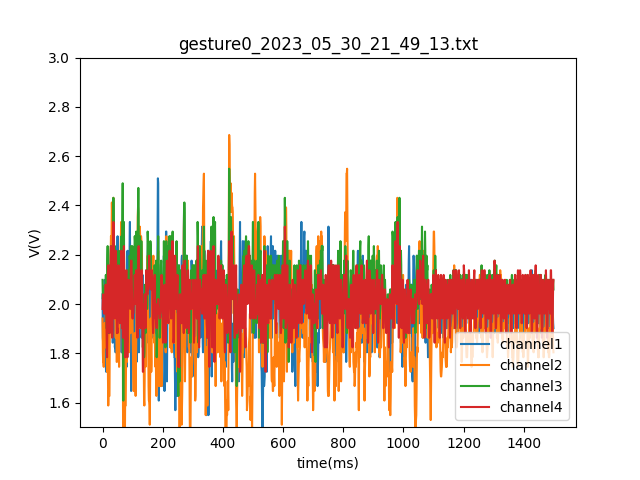 gesture0_2023_05_30_21_49_13.txt
3.0
2.8
2.6
2.4
2.2
2.0
1.8
1.6
V(V)
channel1
channel2
channel3
channel4
0 200 400 600 800 1000 1200 1400
time(ms)